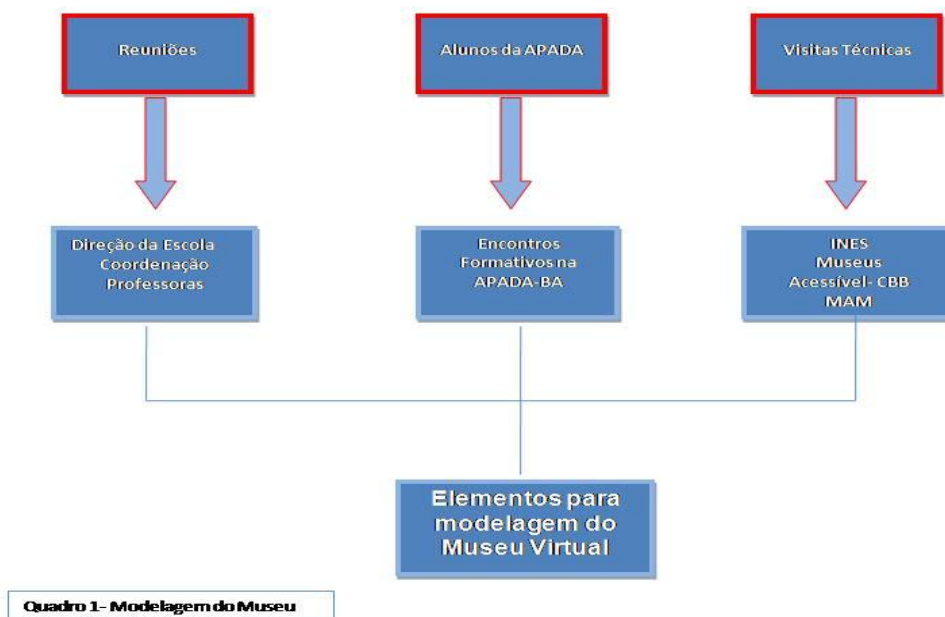 Reuniões
Alunos da APADA
Visitas Técnicas
Direção da Escola
Coordenação
Professoras
Encontros
Formativos na
APADA-BA
INES
Museus
Acessível- CBB
MAM
Elementos para
modelagem do
Museu Virtual
Quadro 1- Modelagem do Museu